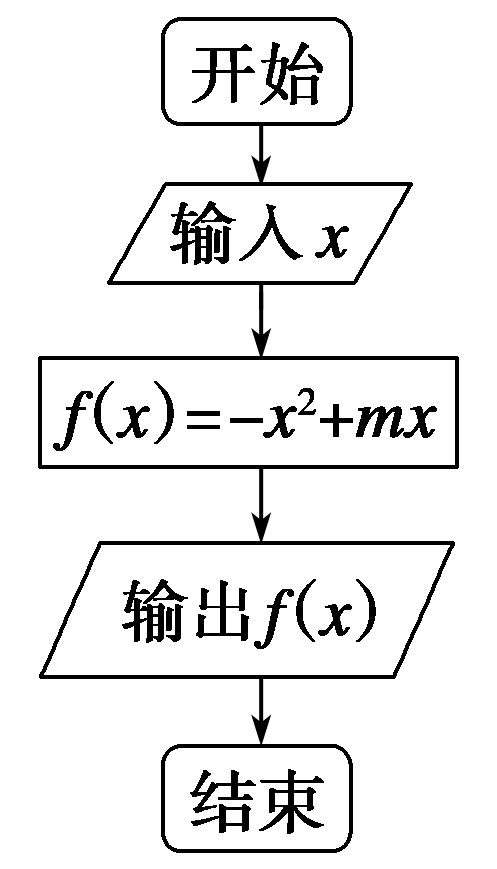 开始
输入 x
f(x)=-x²+mx
输出f(x)
结束